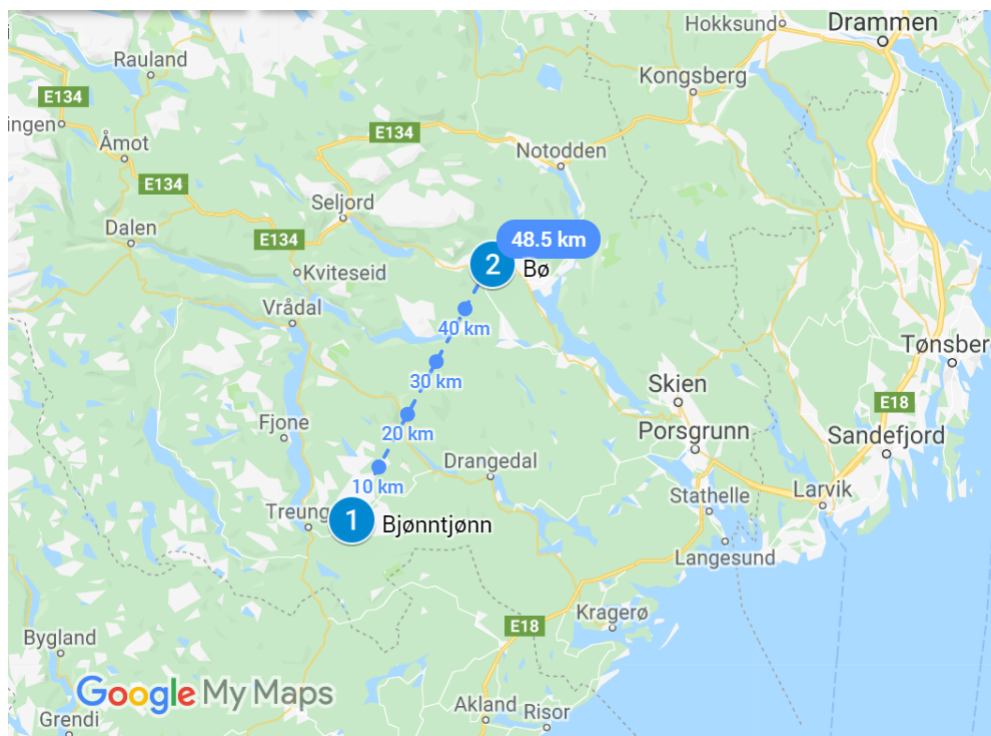 Hokksund
Drammen
Rauland
Kongsberg
E134
ingen
E134
Åmot
Notodden
E134
Seljord
Dalen
E134
48.5 km
2
Bø
Kviteseid
Vrådal
40 km
Tønsber
30 km
Skien
E18
Fjone
20 km
Porsgrunn
Sandefjord
Drangedal
10 km
Stathelle
Larvik
Treung
1
Bjønntjønn
Langesund
Kragerø
E18
Bygland
Google My Maps
Akland
Risor
Grendi